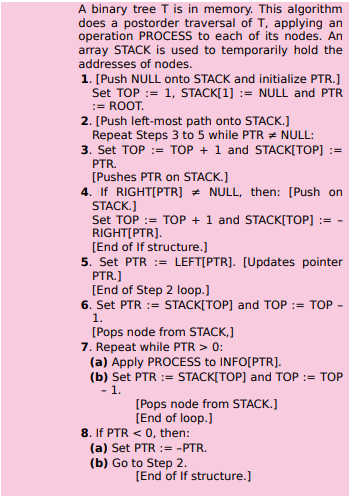 A binary tree T is in memory. This algorithm
does a postorder traversal of T, applying an
operation PROCESS to each of its nodes. An
array STACK is used to temporarily hold the
addresses of nodes.
1. [Push NULL onto STACK and initialize PTR.]
Set TOP := 1, STACK[1] := NULL and PTR
:= ROOT.
2. [Push left-most path onto STACK.]
Repeat Steps 3 to 5 while PTR ≠ NULL:
3. Set TOP := TOP + 1 and STACK[TOP] :=
PTR.
[Pushes PTR on STACK.]
4. If RIGHT[PTR] ≠ NULL, then: [Push on
STACK.]
Set TOP := TOP + 1 and STACK[TOP] := –
RIGHT[PTR].
[End of If structure.]
5. Set PTR := LEFT[PTR]. [Updates pointer
PTR.]
[End of Step 2 loop.]
6. Set PTR := STACK[TOP] and TOP := TOP –
1.
[Pops node from STACK,]
7. Repeat while PTR > 0:
(a) Apply PROCESS to INFO[PTR].
(b) Set PTR := STACK[TOP] and TOP := TOP
– 1.
[Pops node from STACK.]
[End of loop.]
8. If PTR < 0, then:
(a) Set PTR := –PTR.
(b) Go to Step 2.
[End of If structure.]